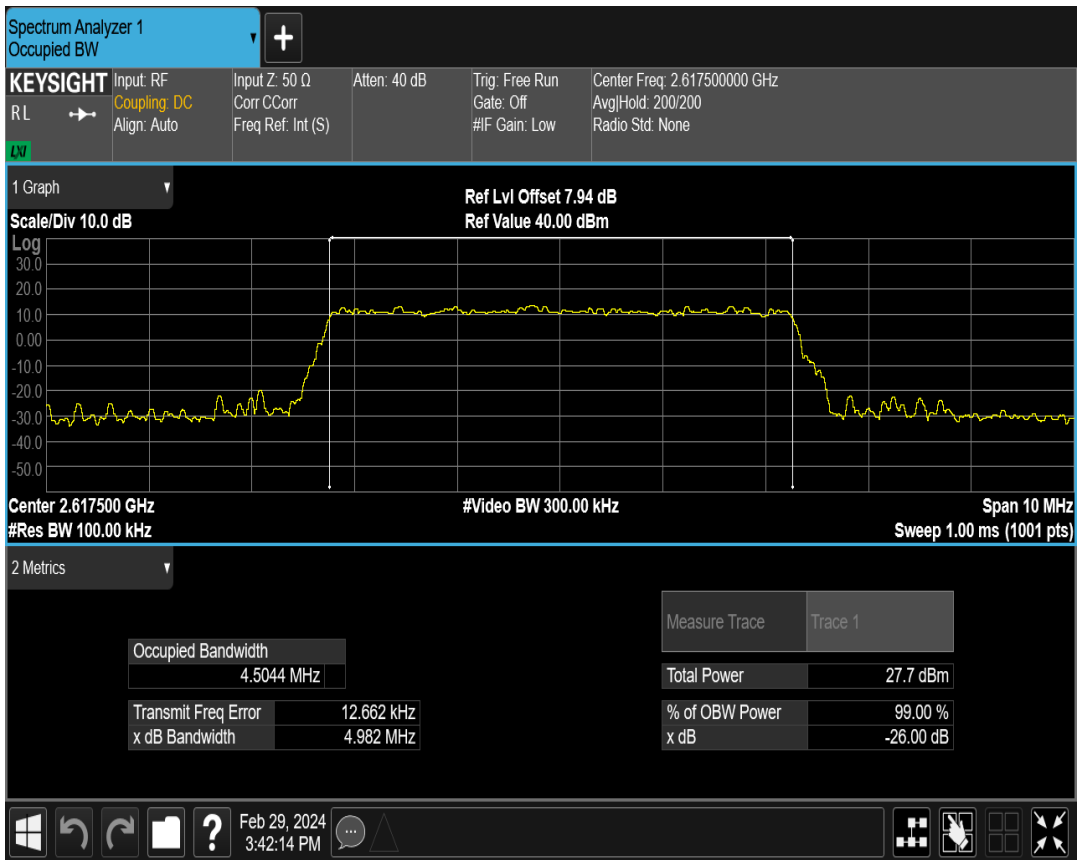 Spectrum Analyzer 1
Occupied BW
+
KEYSIGHT
RL
LXI
Input: RF
Coupling: DC
Align: Auto
Input Z: 50 Ω
Corr CCorr
Freq Ref: Int (S)
Atten: 40 dB
Trig: Free Run
Gate: Off
#IF Gain: Low
Center Freq: 2.617500000 GHz
Avg|Hold: 200/200
Radio Std: None
1 Graph
Scale/Div 10.0 dB
Ref Lvl Offset 7.94 dB
Ref Value 40.00 dBm
Log
30.0
20.0
10.0
0.00
-10.0
-20.0
-30.0
-40.0
-50.0
Center 2.617500 GHz
#Res BW 100.00 kHz
#Video BW 300.00 kHz
Span 10 MHz
Sweep 1.00 ms (1001 pts)
2 Metrics
Occupied Bandwidth
4.5044 MHz
Transmit Freq Error 12.662 kHz
x dB Bandwidth 4.982 MHz
Measure Trace Trace 1
Total Power 27.7 dBm
% of OBW Power 99.00 %
x dB -26.00 dB
?
Feb 29, 2024
3:42:14 PM